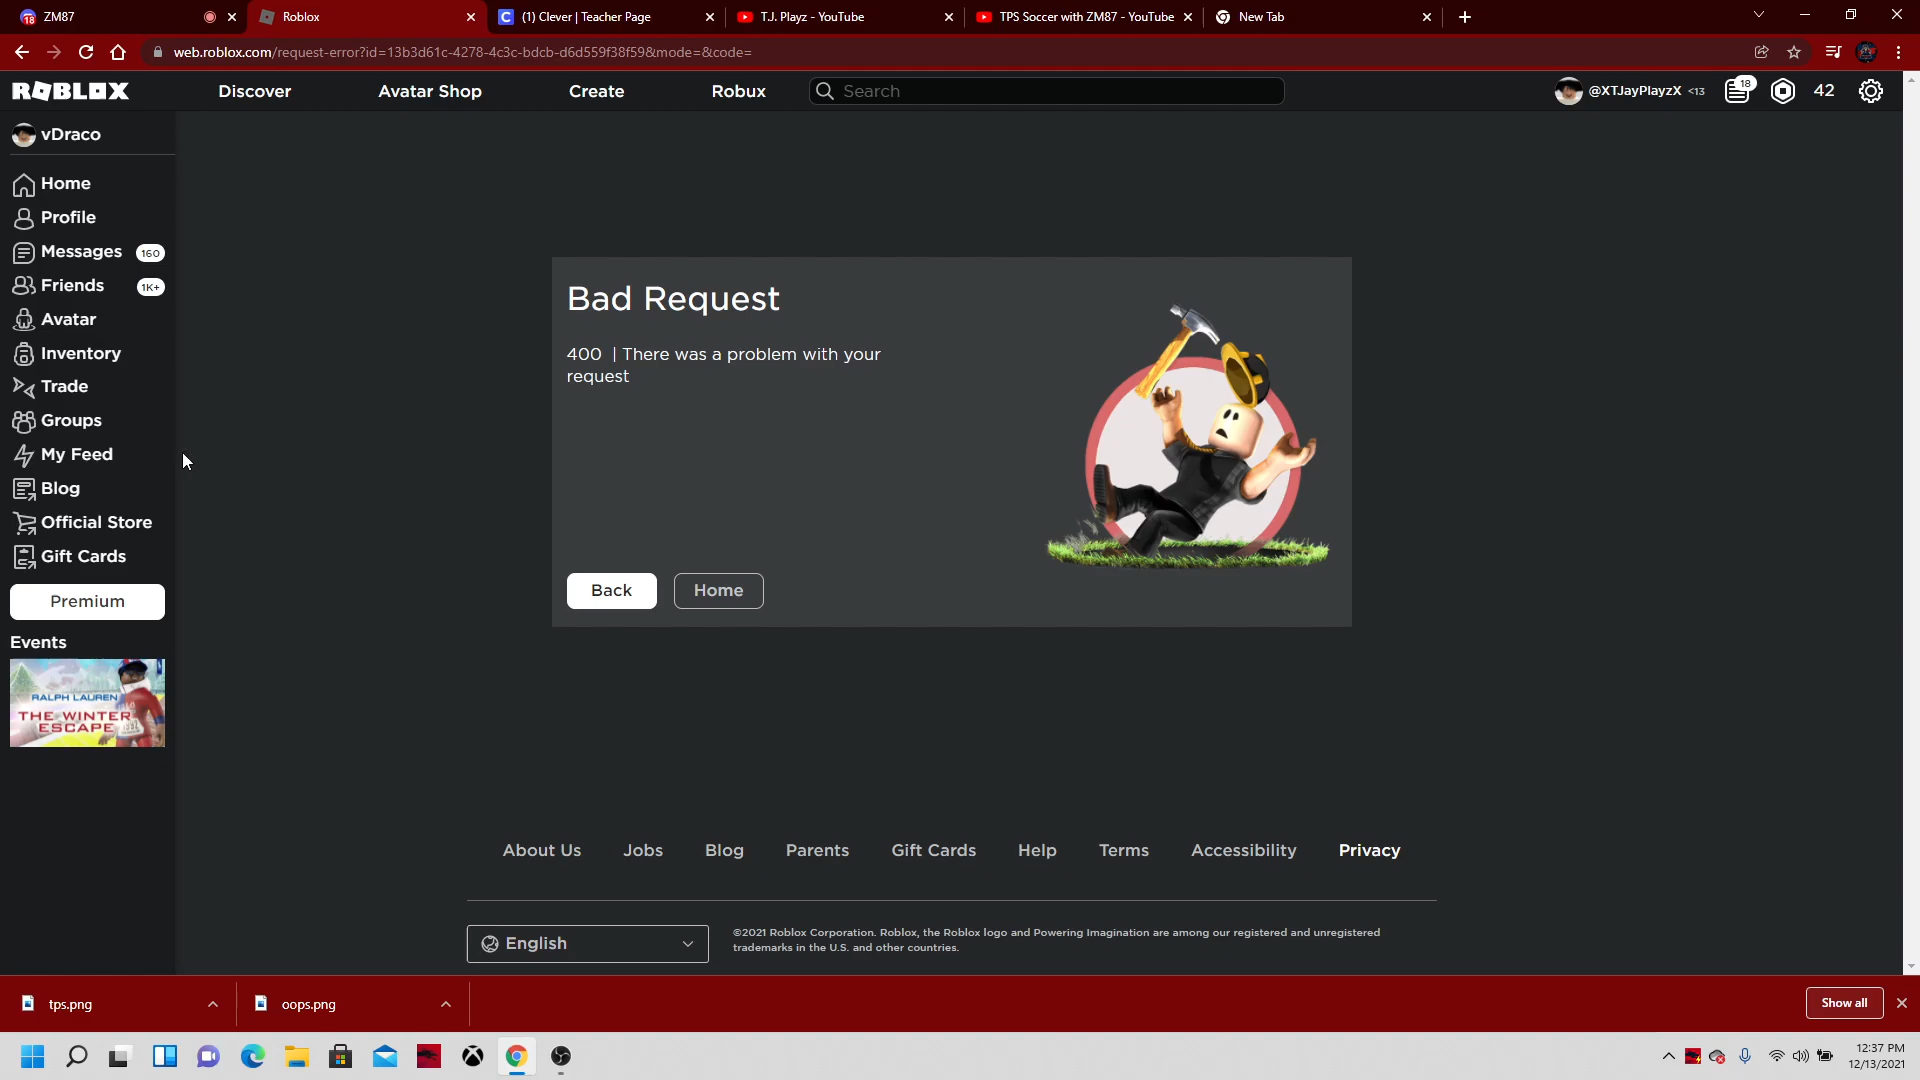 ZM87
Roblox
(1) Clever | Teacher Page
T.J. Playz - YouTube
TPS Soccer with ZM87 - YouTube
New Tab
web.roblox.com/request-error?id=13b3d61c-4278-4c3c-bdcb-d6d559f38f59&mode=&code=
ROBLOX
Discover
Avatar Shop
Create
Robux
Search
@XTJayPlayzX <13
18
42
vDraco
Home
Profile
Messages 160
Friends 1K+
Avatar
Inventory
Trade
Groups
My Feed
Blog
Official Store
Gift Cards
Premium
Events
RALPH LAUREN
THE WINTER
ESCAPE
Bad Request
400 | There was a problem with your
request
Back
Home
About Us
Jobs
Blog
Parents
Gift Cards
Help
Terms
Accessibility
Privacy
English
©2021 Roblox Corporation. Roblox, the Roblox logo and Powering Imagination are among our registered and unregistered
trademarks in the U.S. and other countries.
tps.png
oops.png
Show all
12:37 PM
12/13/2021